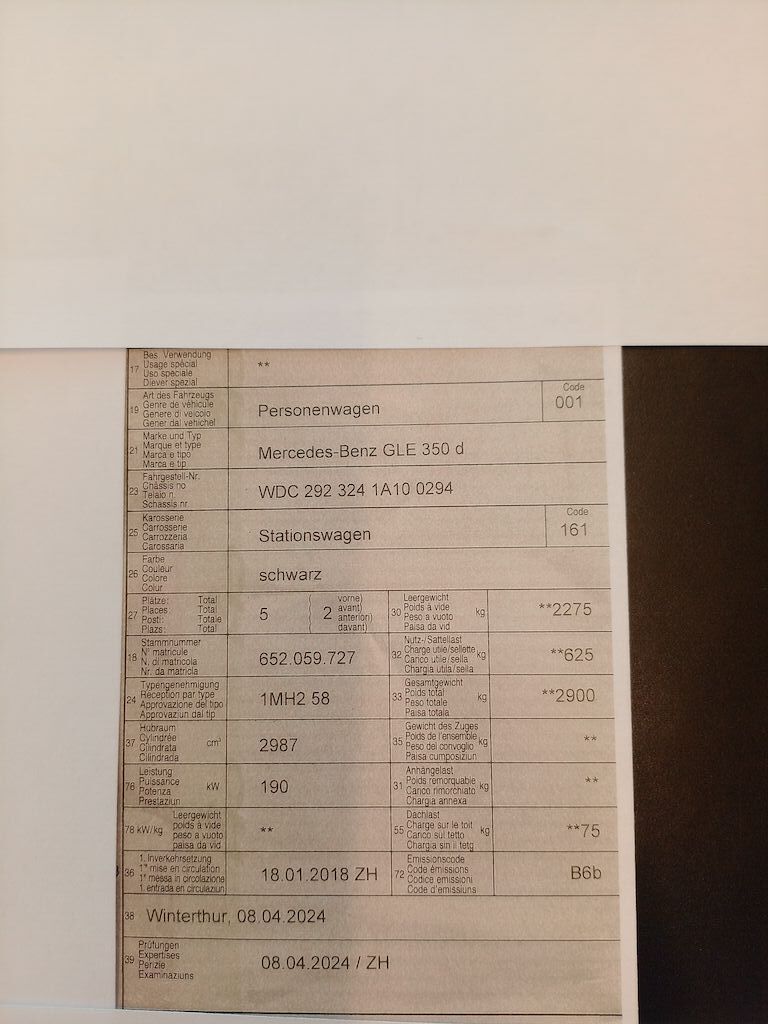 17 Bes. Verwendung
Usage spécial
Uso speciale
Diever spezial
**
19 Art des Fahrzeugs
Genre de véhicule
Genere di veicolo
Gener dal vehichel
Personenwagen
Code
001
21 Marke und Typ
Marque et type
Marca e tipo
Marca e tip
Mercedes-Benz GLE 350 d
23 Fahrgestell-Nr.
Châssis no
Telaio n.
Schassis nr
WDC 292 324 1A10 0294
25 Karosserie
Carrosserie
Carrozzeria
Carossaria
Stationswagen
Code
161
26 Farbe
Couleur
Colore
Colur
schwarz
27 Plätze: Total
Places: Total
Posti: Totale
Plazs: Total
5 ( 2 vorne)
avant)
anteriori)
davant)
30 Leergewicht
Poids à vide
Peso a vuoto
Paisa da vid
kg
**2275
18 Stammnummer
N° matricule
N. di matricola
Nr. da matricla
652.059.727
32 Nutz-/Sattellast
Charge utile/sellette
Carico utile/sella
Chargia utila/sella
kg
**625
24 Typengenehmigung
Réception par type
Approvazione del tipo
Approvaziun dal tip
1MH2 58
33 Gesamtgewicht
Poids total
Peso totale
Paisa totala
kg
**2900
37 Hubraum
Cylindrée
Cilindrata
Cilindrada
cm³
2987
35 Gewicht des Zuges
Poids de l'ensemble
Peso del convoglio
Paisa cumposiziun
kg
**
76 Leistung
Puissance
Potenza
Prestaziun
kW
190
31 Anhängelast
Poids remorquable
Carico rimorchiato
Chargia annexa
kg
**
78 kW/kg Leergewicht
poids à vide
peso a vuoto
paisa da vid
**
55 Dachlast
Charge sur le toit
Carico sul tetto
Chargia sin il tetg
kg
**75
36 1. Inverkehrsetzung
1re mise en circulation
1a messa in circolazione
1. entrada en circulaziun
18.01.2018 ZH
72 Emissionscode
Code émissions
Codice emissioni
Code d'emissiuns
B6b
38 Winterthur, 08.04.2024
39 Prüfungen
Expertises
Perizie
Examinaziuns
08.04.2024 / ZH